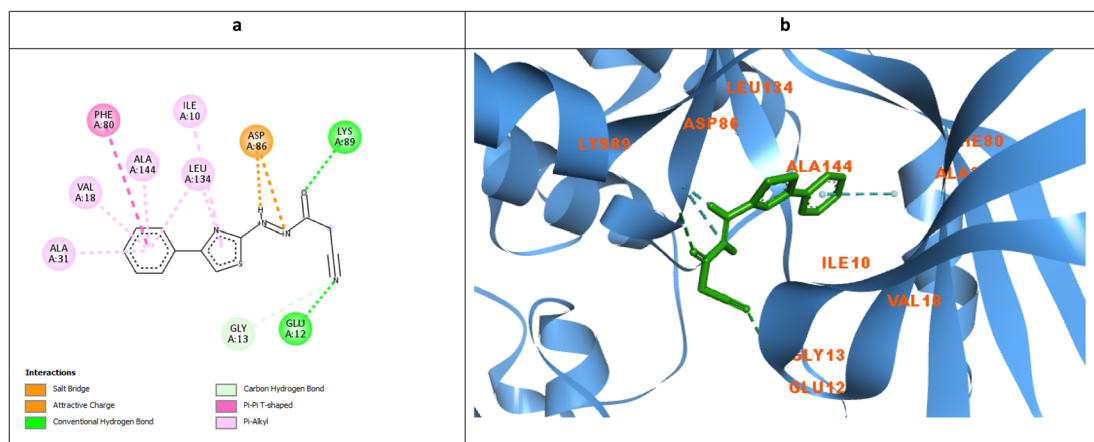 a
b
PHE
A:80
ILE
A:10
ASP
A:86
LYS
A:89
ALA
A:144
LEU
A:134
VAL
A:18
ALA
A:31
H
N
N
N
O
S
N
GLY
A:13
GLU
A:12
Interactions
Salt Bridge
Attractive Charge
Conventional Hydrogen Bond
Carbon Hydrogen Bond
Pi-Pi T-shaped
Pi-Alkyl
LEU134
ASP86
LYS89
HE80
ALA144
ALA
ILE10
VAL18
GLY13
GLU12